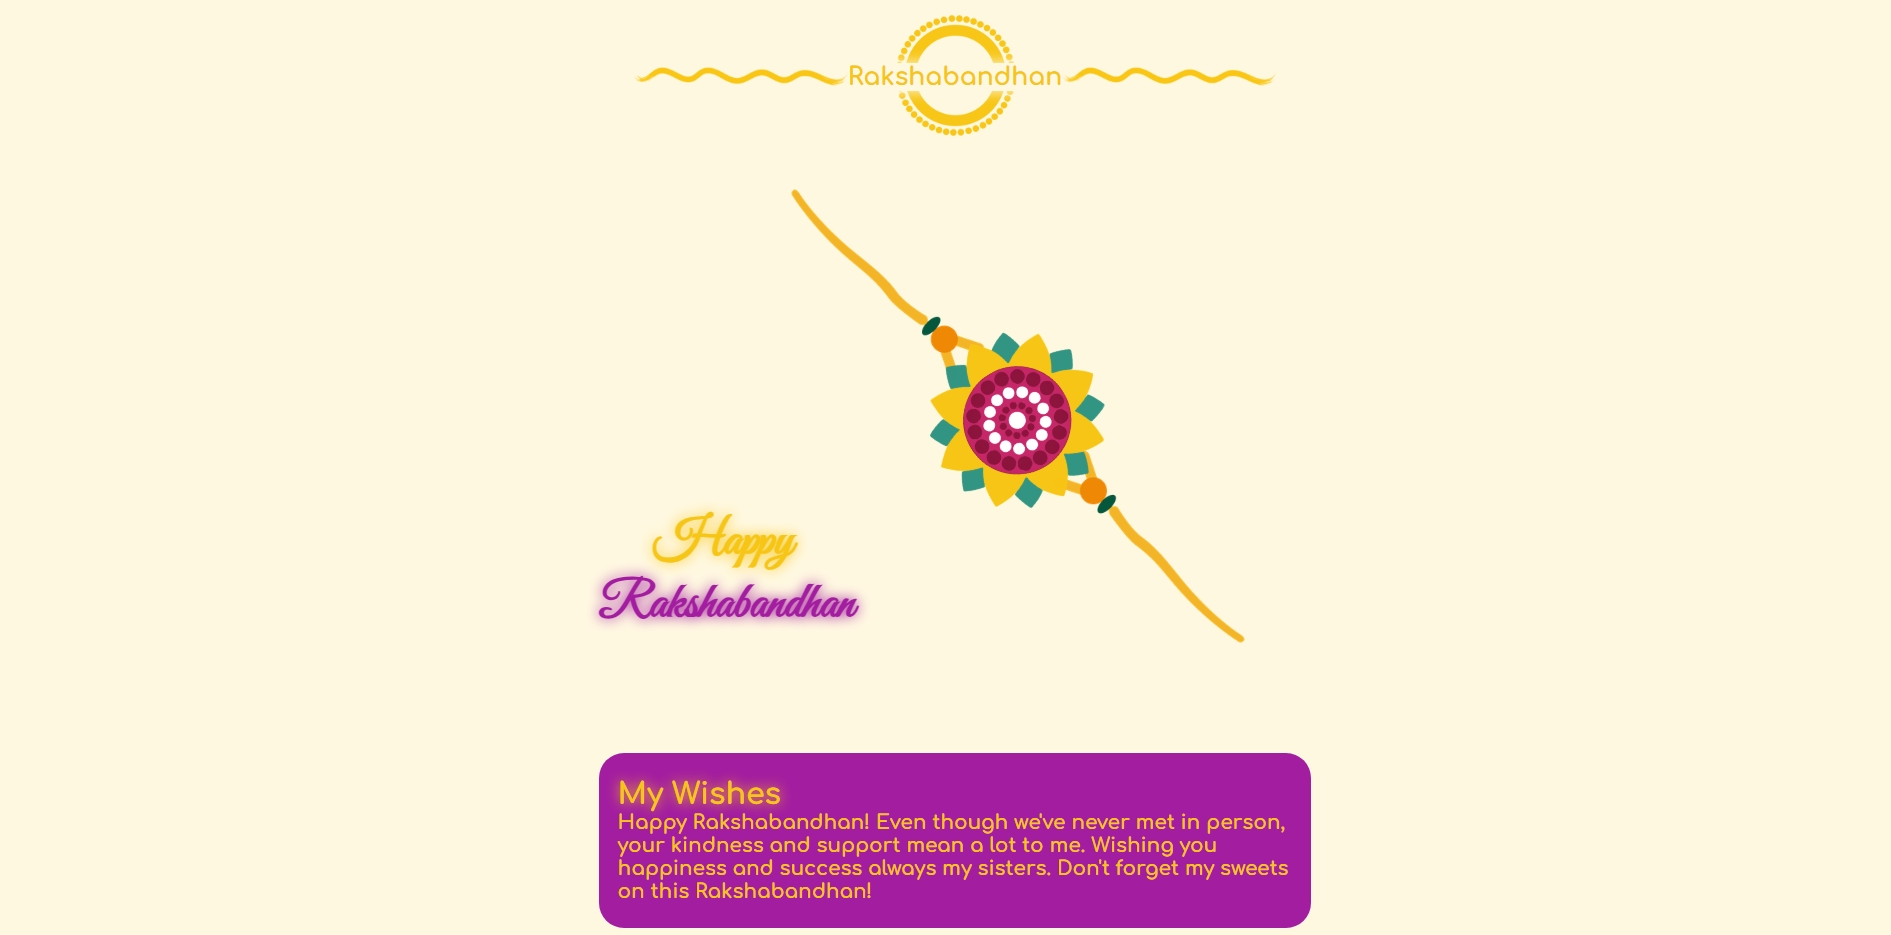 Rakshabandhan
Happy
Rakshabandhan
My Wishes
Happy Rakshabandhan! Even though we've never met in person,
your kindness and support mean a lot to me. Wishing you
happiness and success always my sisters. Don't forget my sweets
on this Rakshabandhan!